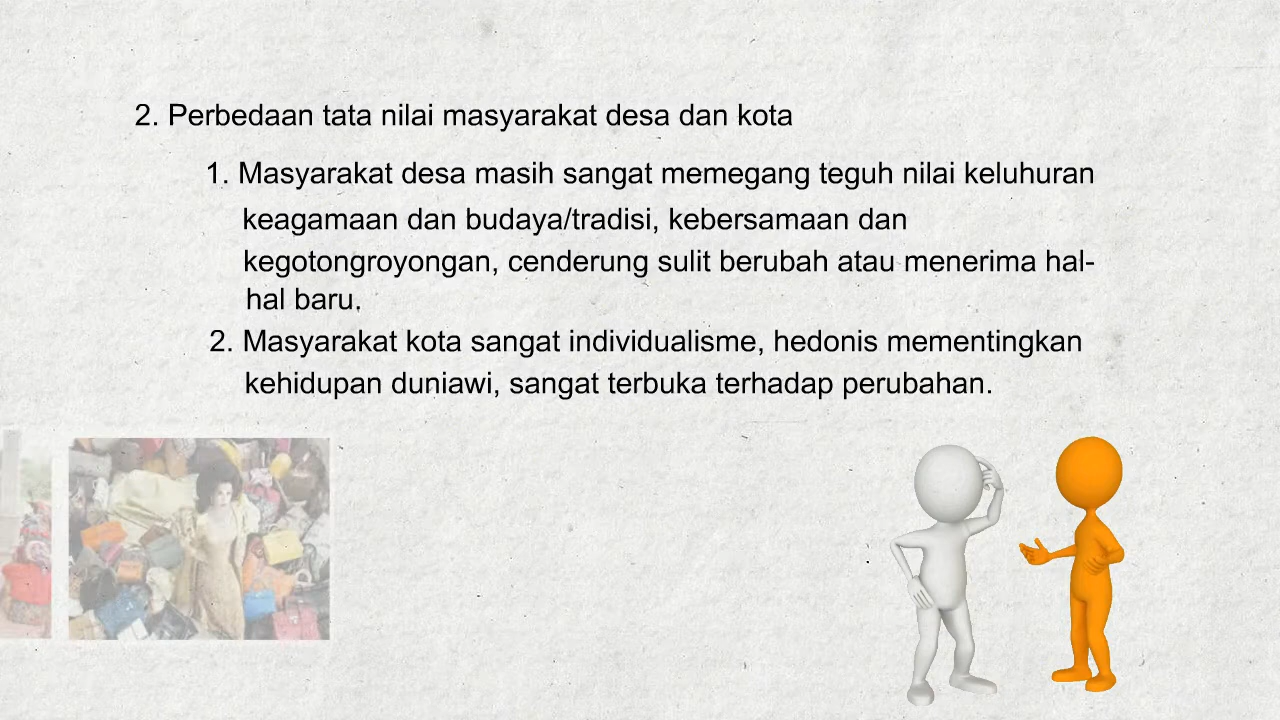 2. Perbedaan tata nilai masyarakat desa dan kota
1. Masyarakat desa masih sangat memegang teguh nilai keluhuran
keagamaan dan budaya/tradisi, kebersamaan dan
kegotongroyongan, cenderung sulit berubah atau menerima hal-
hal baru.
2. Masyarakat kota sangat individualisme, hedonis mementingkan
kehidupan duniawi, sangat terbuka terhadap perubahan.